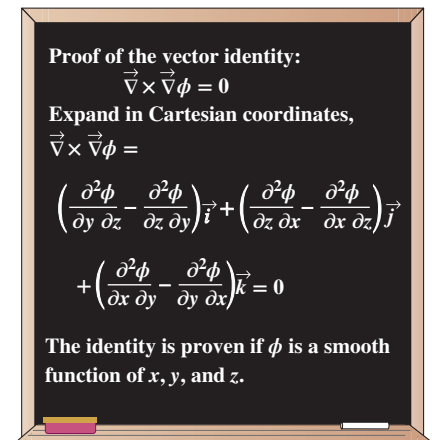 Proof of the vector identity:
∇⃗ × ∇⃗ϕ = 0
Expand in Cartesian coordinates,
∇⃗ × ∇⃗ϕ =
(∂²ϕ/∂y ∂z − ∂²ϕ/∂z ∂y)i⃗ + (∂²ϕ/∂z ∂x − ∂²ϕ/∂x ∂z)j⃗
+ (∂²ϕ/∂x ∂y − ∂²ϕ/∂y ∂x)k⃗ = 0
The identity is proven if ϕ is a smooth
function of x, y, and z.